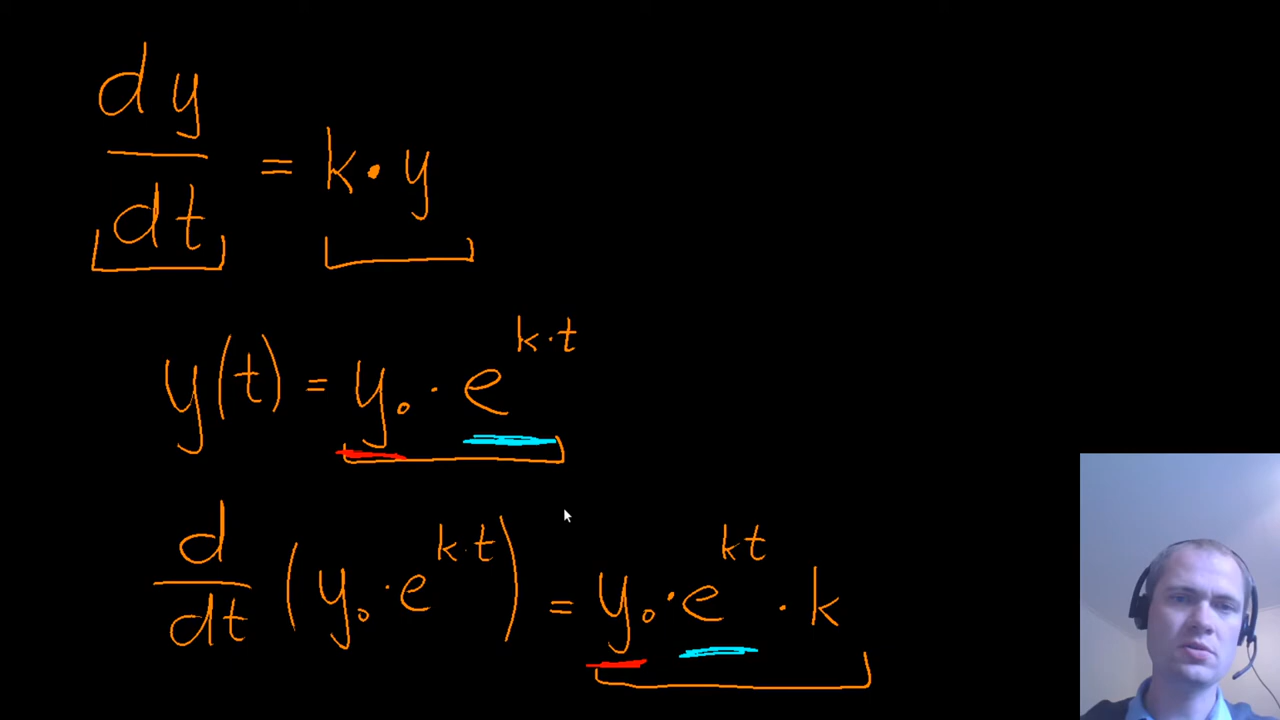 dy/dt = k · y
y(t) = y₀ · e^(k·t)
d/dt (y₀ · e^(k·t)) = y₀ · e^(kt) · k